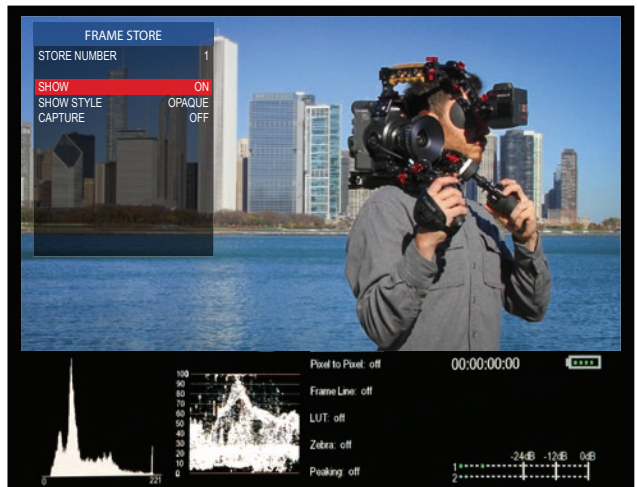 FRAME STORE
STORE NUMBER 1
SHOW ON
SHOW STYLE OPAQUE
CAPTURE OFF
Pixel to Pixel: off 00:00:00:00
Frame Line: off
LUT: off
Zebra: off
Peaking: off
100
90
80
70
60
50
40
30
20
10
0
0 221
-24dB -12dB 0dB
1
2